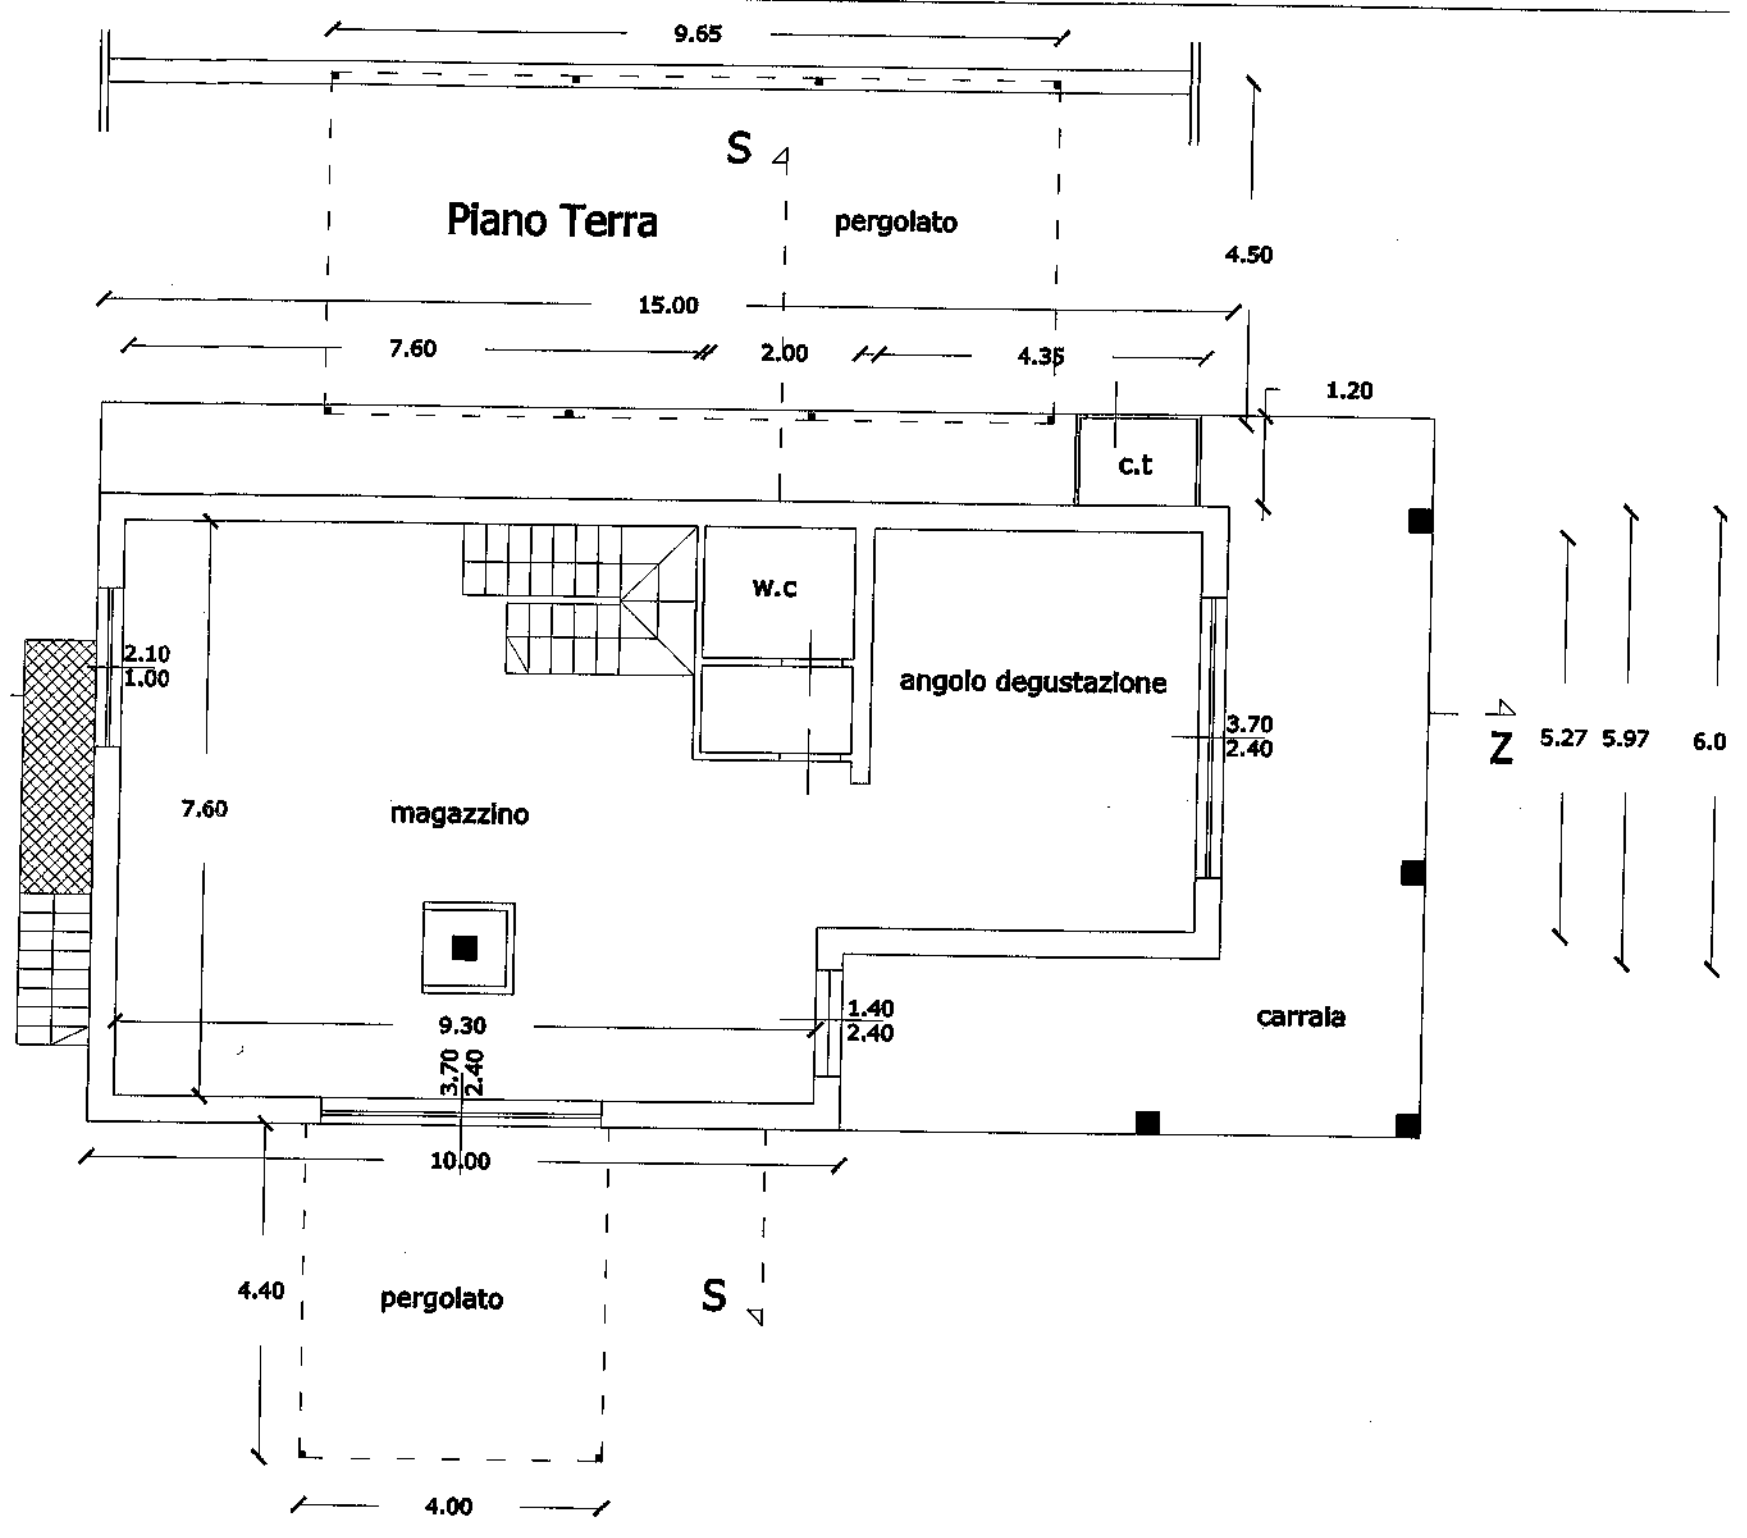 9.65
S
Piano Terra
pergolato
4.50
15.00
7.60
2.00
4.35
1.20
c.t
w.c
2.10
1.00
angolo degustazione
3.70
2.40
Z
5.27
5.97
6.0
7.60
magazzino
9.30
1.40
2.40
carraia
3.70
2.40
10.00
4.40
pergolato
S
4.00